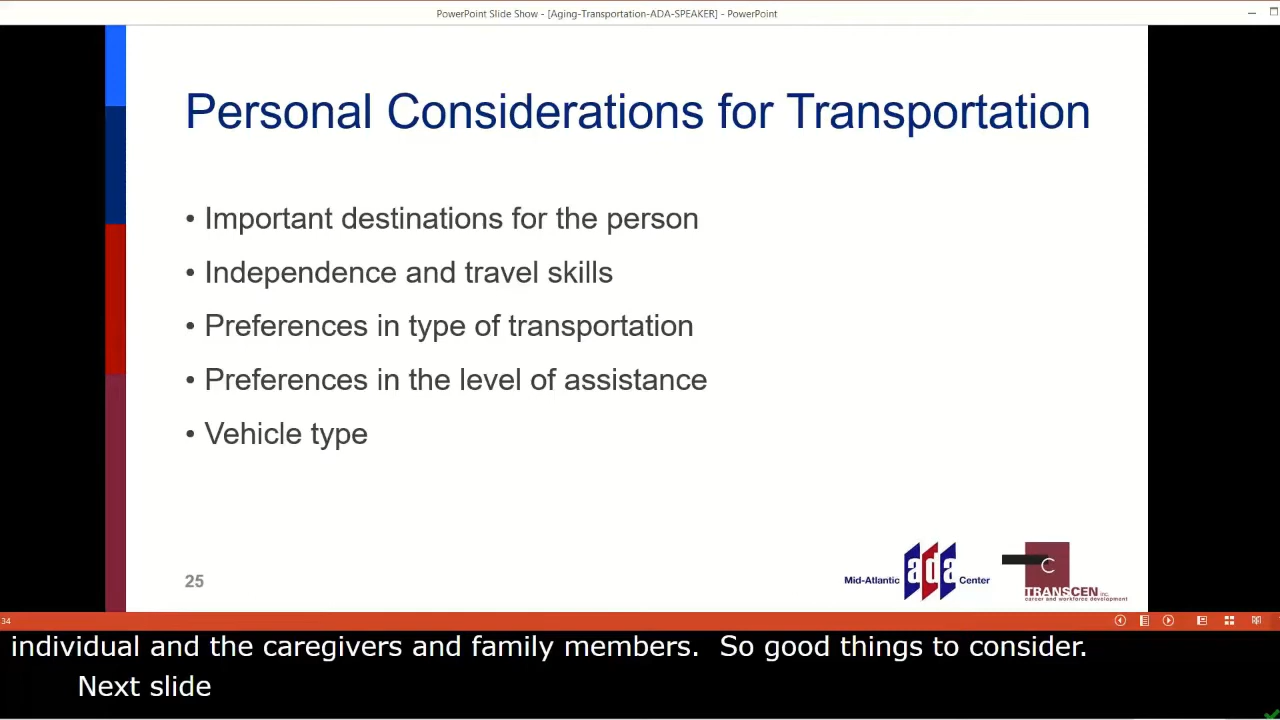 PowerPoint Slide Show - [Aging-Transportation-ADA-SPEAKER] - PowerPoint
Personal Considerations for Transportation
• Important destinations for the person
• Independence and travel skills
• Preferences in type of transportation
• Preferences in the level of assistance
• Vehicle type
25
Mid-Atlantic ada Center
C
TRANSCEN inc.
career and workforce development
34
individual and the caregivers and family members.  So good things to consider.
Next slide